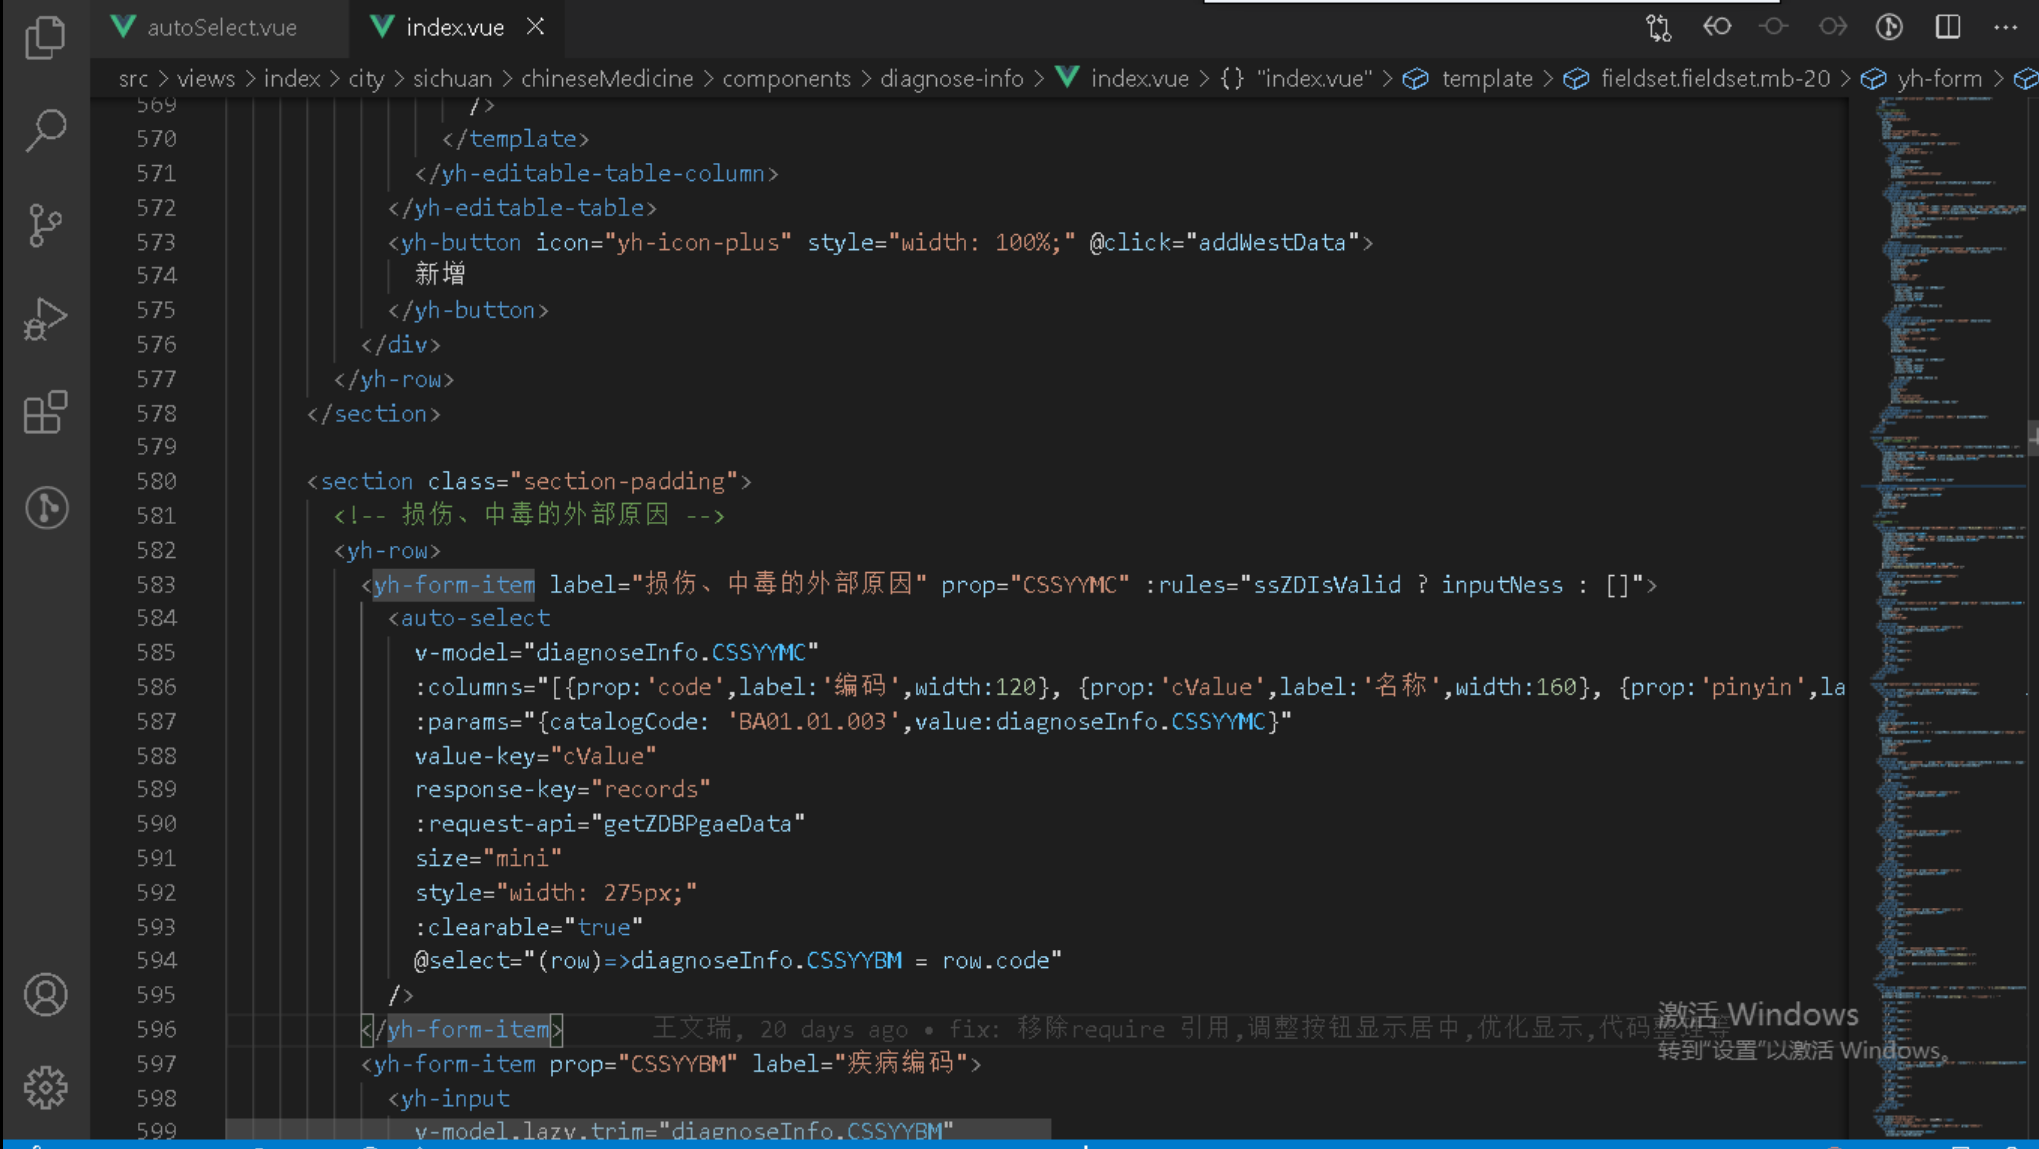 autoSelect.vue
index.vue
src > views > index > city > sichuan > chineseMedicine > components > diagnose-info > index.vue > {} "index.vue" > template > fieldset.fieldset.mb-20 > yh-form >
569 />
570 </template>
571 </yh-editable-table-column>
572 </yh-editable-table>
573 <yh-button icon="yh-icon-plus" style="width: 100%;" @click="addWestData">
574 新增
575 </yh-button>
576 </div>
577 </yh-row>
578 </section>
579
580 <section class="section-padding">
581 <!-- 损伤、中毒的外部原因 -->
582 <yh-row>
583 <yh-form-item label="损伤、中毒的外部原因" prop="CSSYYMC" :rules="ssZDIsValid ? inputNess : []">
584 <auto-select
585 v-model="diagnoseInfo.CSSYYMC"
586 :columns="[{prop:'code',label:'编码',width:120}, {prop:'cValue',label:'名称',width:160}, {prop:'pinyin',la
587 :params="{catalogCode: 'BA01.01.003',value:diagnoseInfo.CSSYYMC}"
588 value-key="cValue"
589 response-key="records"
590 :request-api="getZDBPgaeData"
591 size="mini"
592 style="width: 275px;"
593 :clearable="true"
594 @select="(row)=>diagnoseInfo.CSSYYBM = row.code"
595 />
596 </yh-form-item> 王文瑞, 20 days ago • fix: 移除require 引用,调整按钮显示居中,优化显示,代码整理等
597 <yh-form-item prop="CSSYYBM" label="疾病编码">
598 <yh-input
599 v-model.lazy.trim="diagnoseInfo.CSSYYBM"
激活 Windows
转到"设置"以激活 Windows。